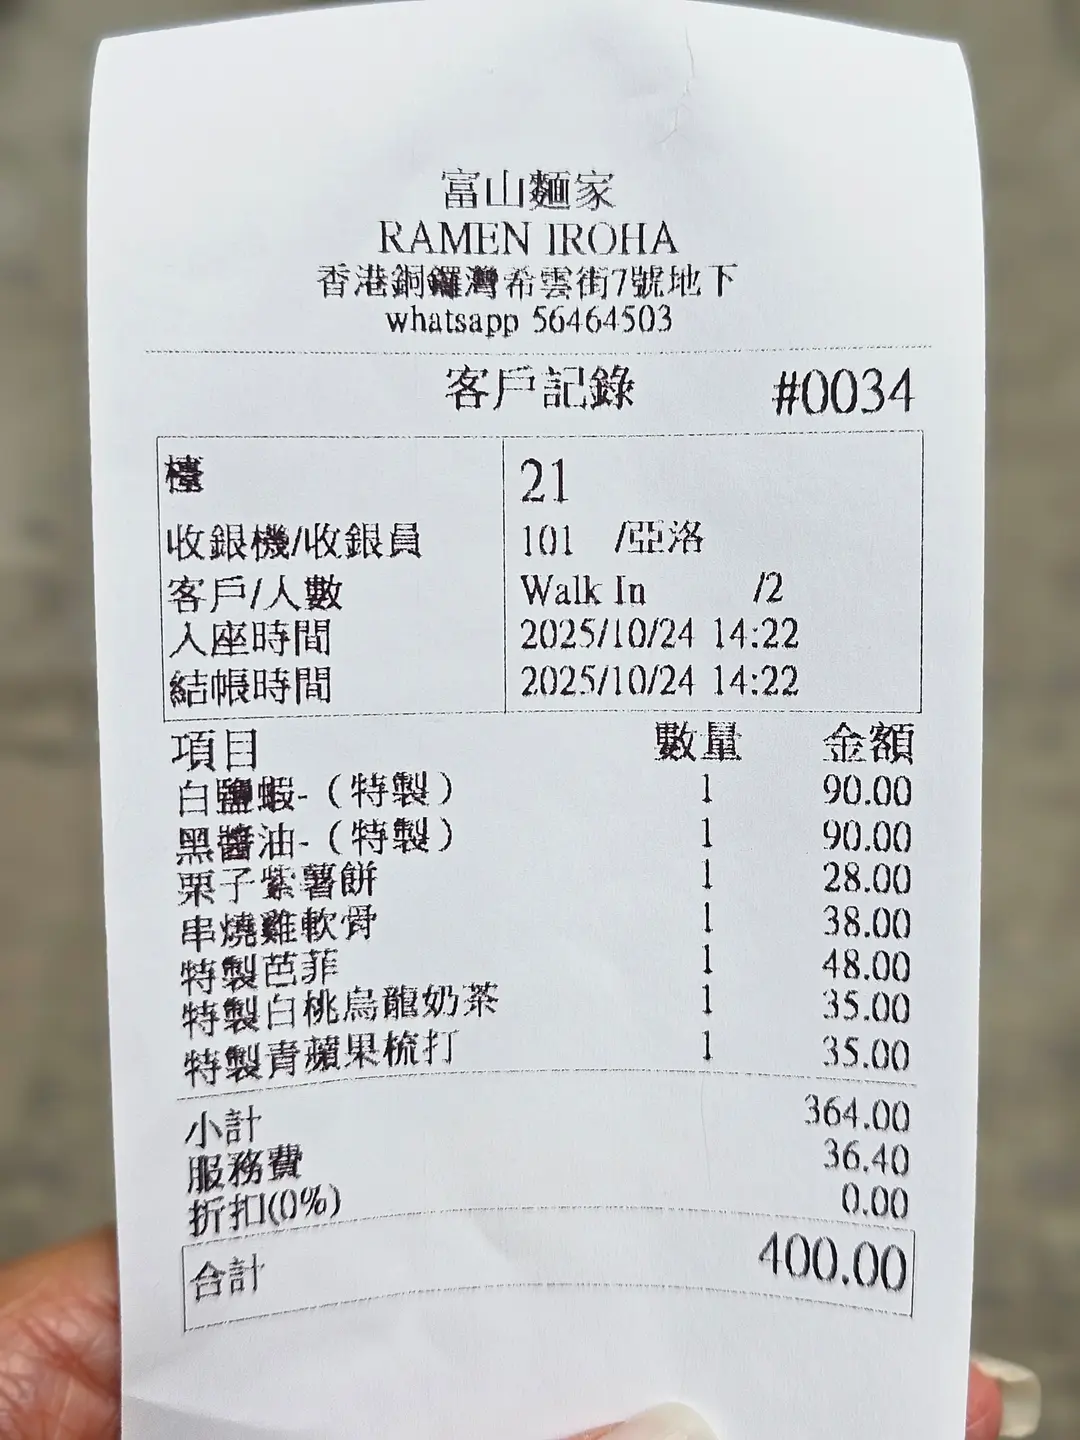 富山麵家
RAMEN IROHA
香港銅鑼灣希雲街7號地下
whatsapp 56464503
客戶記錄 #0034
檯 21
收銀機/收銀員 101 /亞洛
客戶/人數 Walk In /2
入座時間 2025/10/24 14:22
結帳時間 2025/10/24 14:22
項目 數量 金額
白鹽蝦-（特製） 1 90.00
黑醬油-（特製） 1 90.00
栗子紫薯餅 1 28.00
串燒雞軟骨 1 38.00
特製芭菲 1 48.00
特製白桃烏龍奶茶 1 35.00
特製青蘋果梳打 1 35.00
小計 364.00
服務費 36.40
折扣(0%) 0.00
合計 400.00